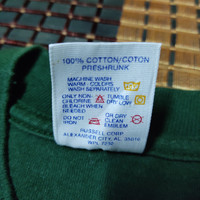 100% COTTON/COTON
PRESHRUNK
MACHINE WASH
WARM - COLORS
WASH SEPARATELY
ONLY NON- TUMBLE
CHLORINE DRY LOW
BLEACH WHEN
NEEDED OR DRY
DO NOT CLEAN
IRON EMBLEM
RUSSELL CORP.
ALEXANDER CITY, AL 35010